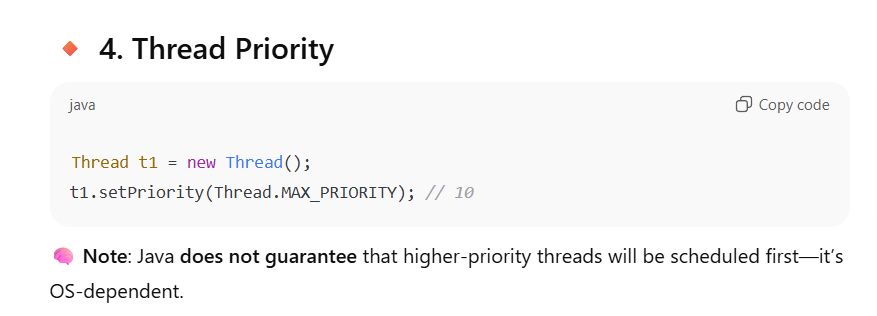 4. Thread Priority
java
Copy code
Thread t1 = new Thread();
t1.setPriority(Thread.MAX_PRIORITY); // 10
Note: Java does not guarantee that higher-priority threads will be scheduled first—it’s
OS-dependent.